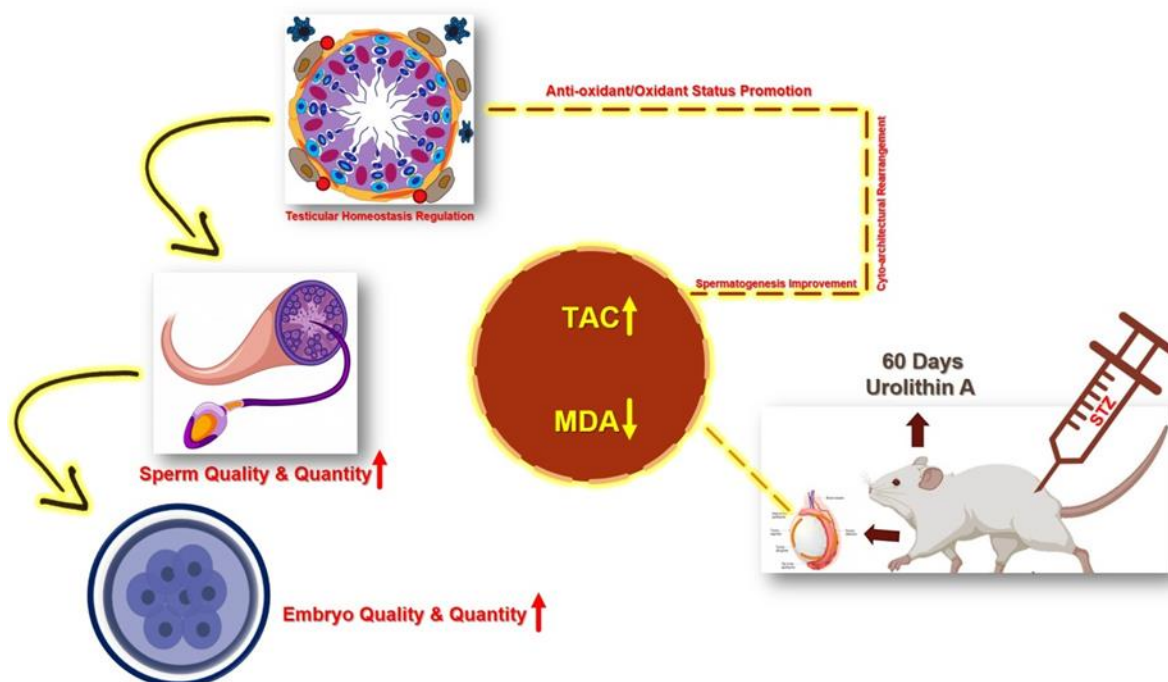 Anti-oxidant/Oxidant Status Promotion
Cyto-architectural Rearrangement
Spermatogenesis Improvement
Testicular Homeostasis Regulation
TAC
MDA
60 Days
Urolithin A
STZ
Sperm Quality & Quantity
Embryo Quality & Quantity